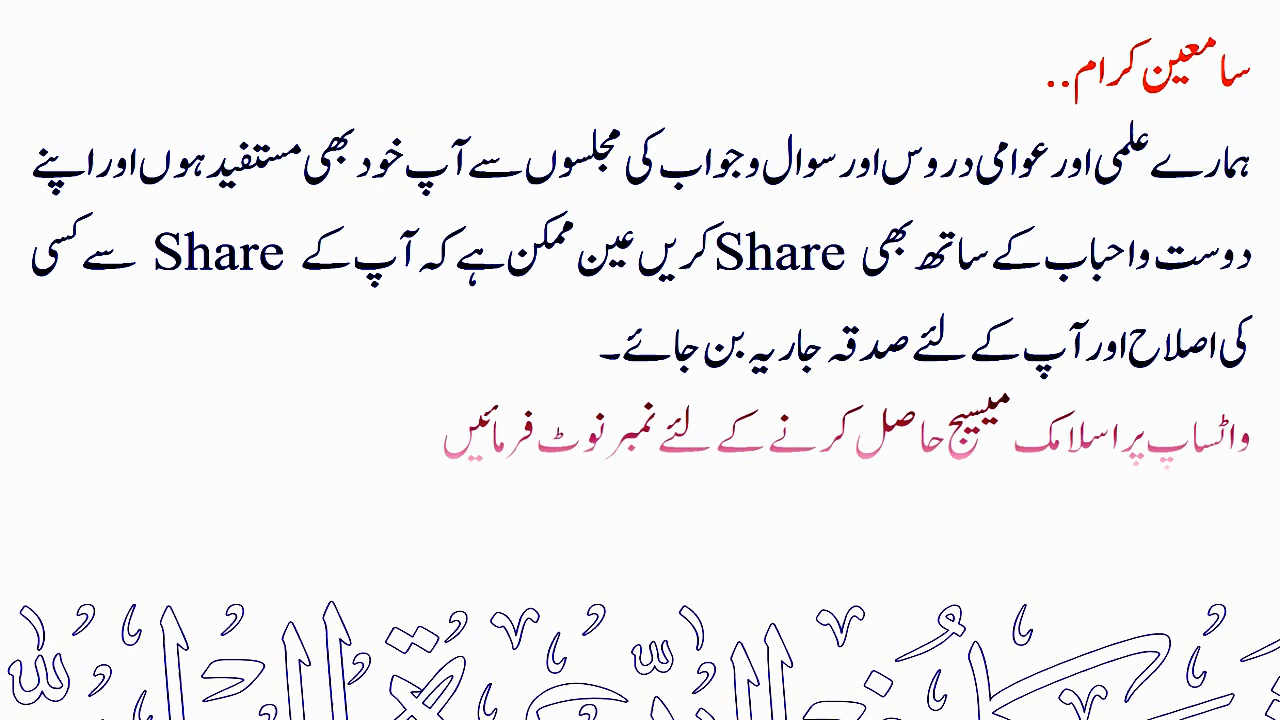 سامعین کرام..
ہمارے علمی اور عوامی دروس اور سوال وجواب کی مجلسوں سے آپ خود بھی مستفید ہوں اور اپنے
دوست واحباب کے ساتھ بھی Share کریں عین ممکن ہے کہ آپ کے Share سے کسی
کی اصلاح اور آپ کے لئے صدقہ جاریہ بن جائے۔
واٹساپ پر اسلامک میسیج حاصل کرنے کے لئے نمبر نوٹ فرمائیں